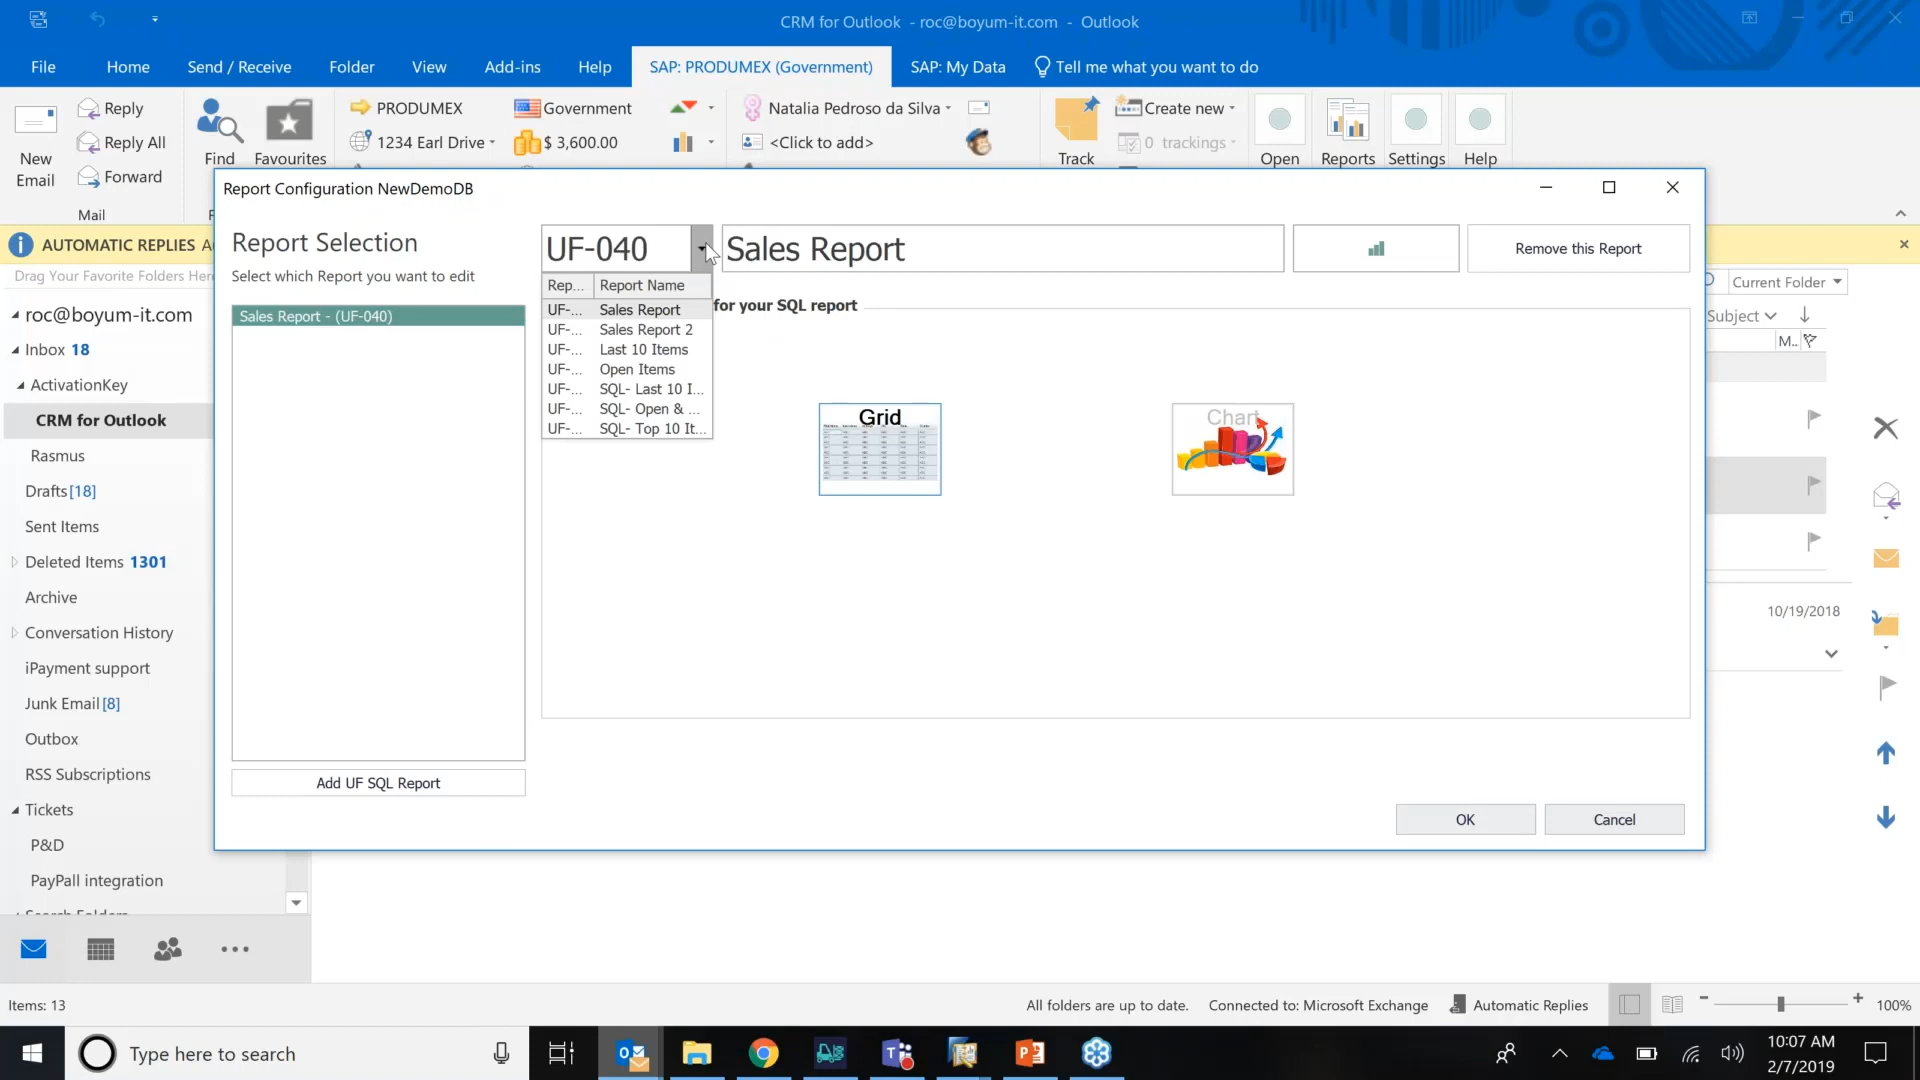 CRM for Outlook - roc@boyum-it.com - Outlook
File Home Send / Receive Folder View Add-ins Help SAP: PRODUMEX (Government) SAP: My Data Tell me what you want to do
Reply
Reply All
Forward
New
Email
Mail
Find
Favourites
PRODUMEX
1234 Earl Drive
Government
$ 3,600.00
Natalia Pedroso da Silva
<Click to add>
Track
Create new
0 trackings
Open
Reports
Settings
Help
AUTOMATIC REPLIES
Drag Your Favorite Folders Her
roc@boyum-it.com
Inbox 18
ActivationKey
CRM for Outlook
Rasmus
Drafts [18]
Sent Items
Deleted Items 1301
Archive
Conversation History
iPayment support
Junk Email [8]
Outbox
RSS Subscriptions
Tickets
P&D
PayPall integration
Report Configuration NewDemoDB
Report Selection
Select which Report you want to edit
Sales Report - (UF-040)
Add UF SQL Report
UF-040
Sales Report
Remove this Report
for your SQL report
Rep... Report Name
UF-... Sales Report
UF-... Sales Report 2
UF-... Last 10 Items
UF-... Open Items
UF-... SQL- Last 10 I...
UF-... SQL- Open & ...
UF-... SQL- Top 10 It...
Grid
Chart
OK
Cancel
Current Folder
Subject
M...
10/19/2018
Items: 13
All folders are up to date.
Connected to: Microsoft Exchange
Automatic Replies
100%
Type here to search
10:07 AM
2/7/2019